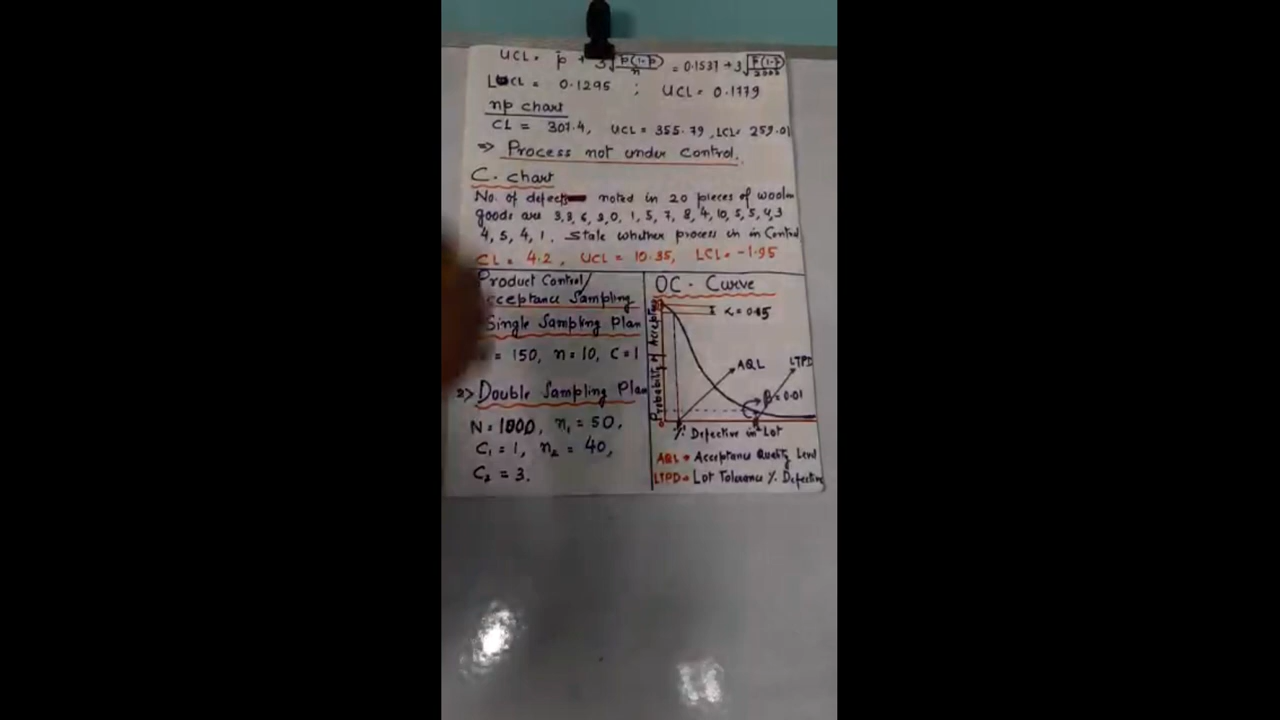 UCL = p̄ + 3√p(1-p)/n = 0.1537 + 3√p(1-p)/2000
LCL = 0.1295 ; UCL = 0.1779
np chart
CL = 307.4, UCL = 355.79, LCL = 259.01
=> Process not under Control.
C. chart
No. of defects noted in 20 pieces of woolen
goods are 3,3,6,3,0, 1, 5, 7, 8, 4, 10, 5, 5, 4, 3
4, 5, 4, 1. State whether process in in Control
CL = 4.2, UCL = 10.35, LCL = -1.95
Product Control/
Acceptance Sampling
Single Sampling Plan
= 150, n = 10, C = 1
2> Double Sampling Plan
N = 1000, n₁ = 50,
C₁ = 1, n₂ = 40,
C₂ = 3.
OC - Curve
Probability of Accepting
α = 0.05
AQL
LTPD
β = 0.01
% Defective in Lot
AQL = Acceptance Quality Level
LTPD = Lot Tolerance % Defective